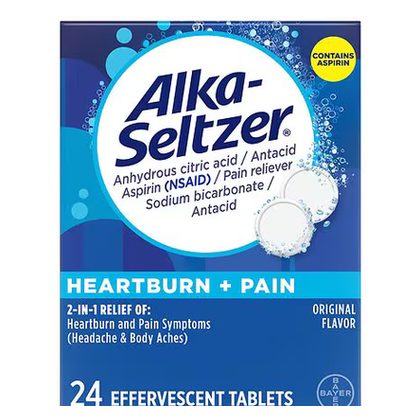 CONTAINS
ASPIRIN
Alka-
Seltzer®
Anhydrous citric acid / Antacid
Aspirin (NSAID) / Pain reliever
Sodium bicarbonate /
Antacid
HEARTBURN + PAIN
2-IN-1 RELIEF OF:
Heartburn and Pain Symptoms
(Headache & Body Aches)
ORIGINAL
FLAVOR
24 EFFERVESCENT TABLETS
BAYER